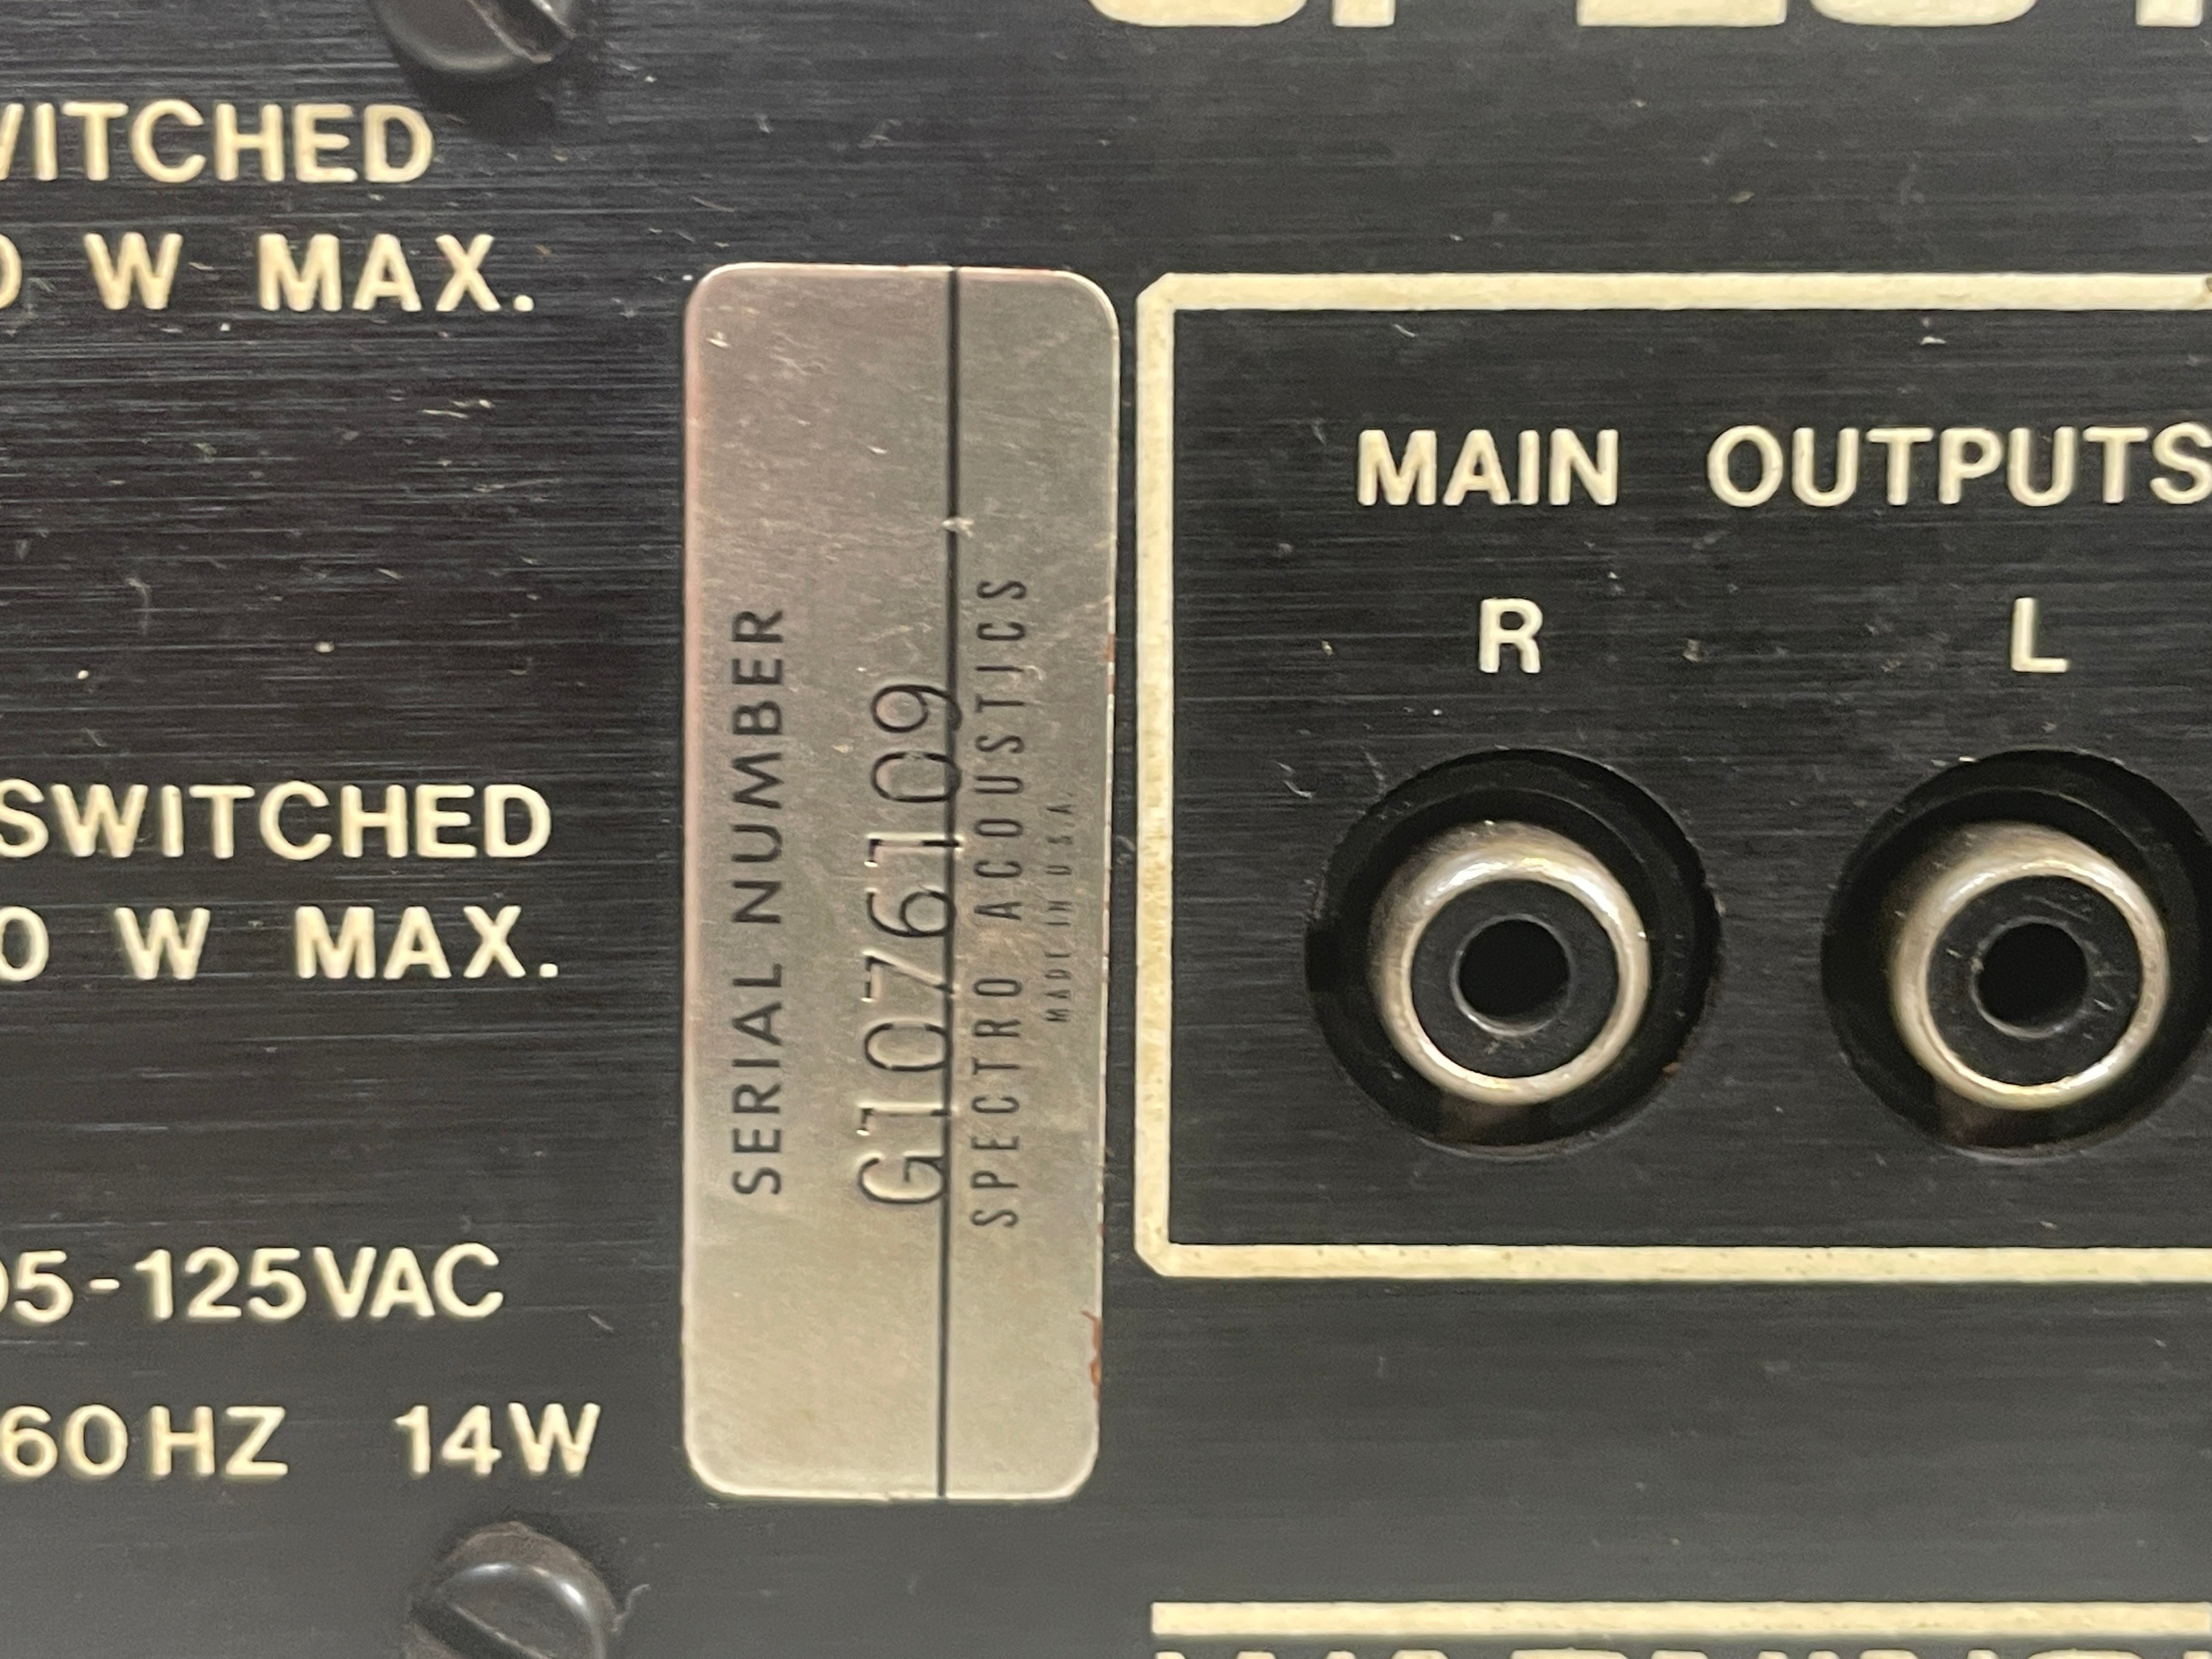 WITCHED
0 W MAX.
SWITCHED
0 W MAX.
05-125VAC
60HZ 14W
SERIAL NUMBER
G1076109
SPECTRO ACOUSTICS
MADE IN U.S.A.
MAIN OUTPUTS
R L